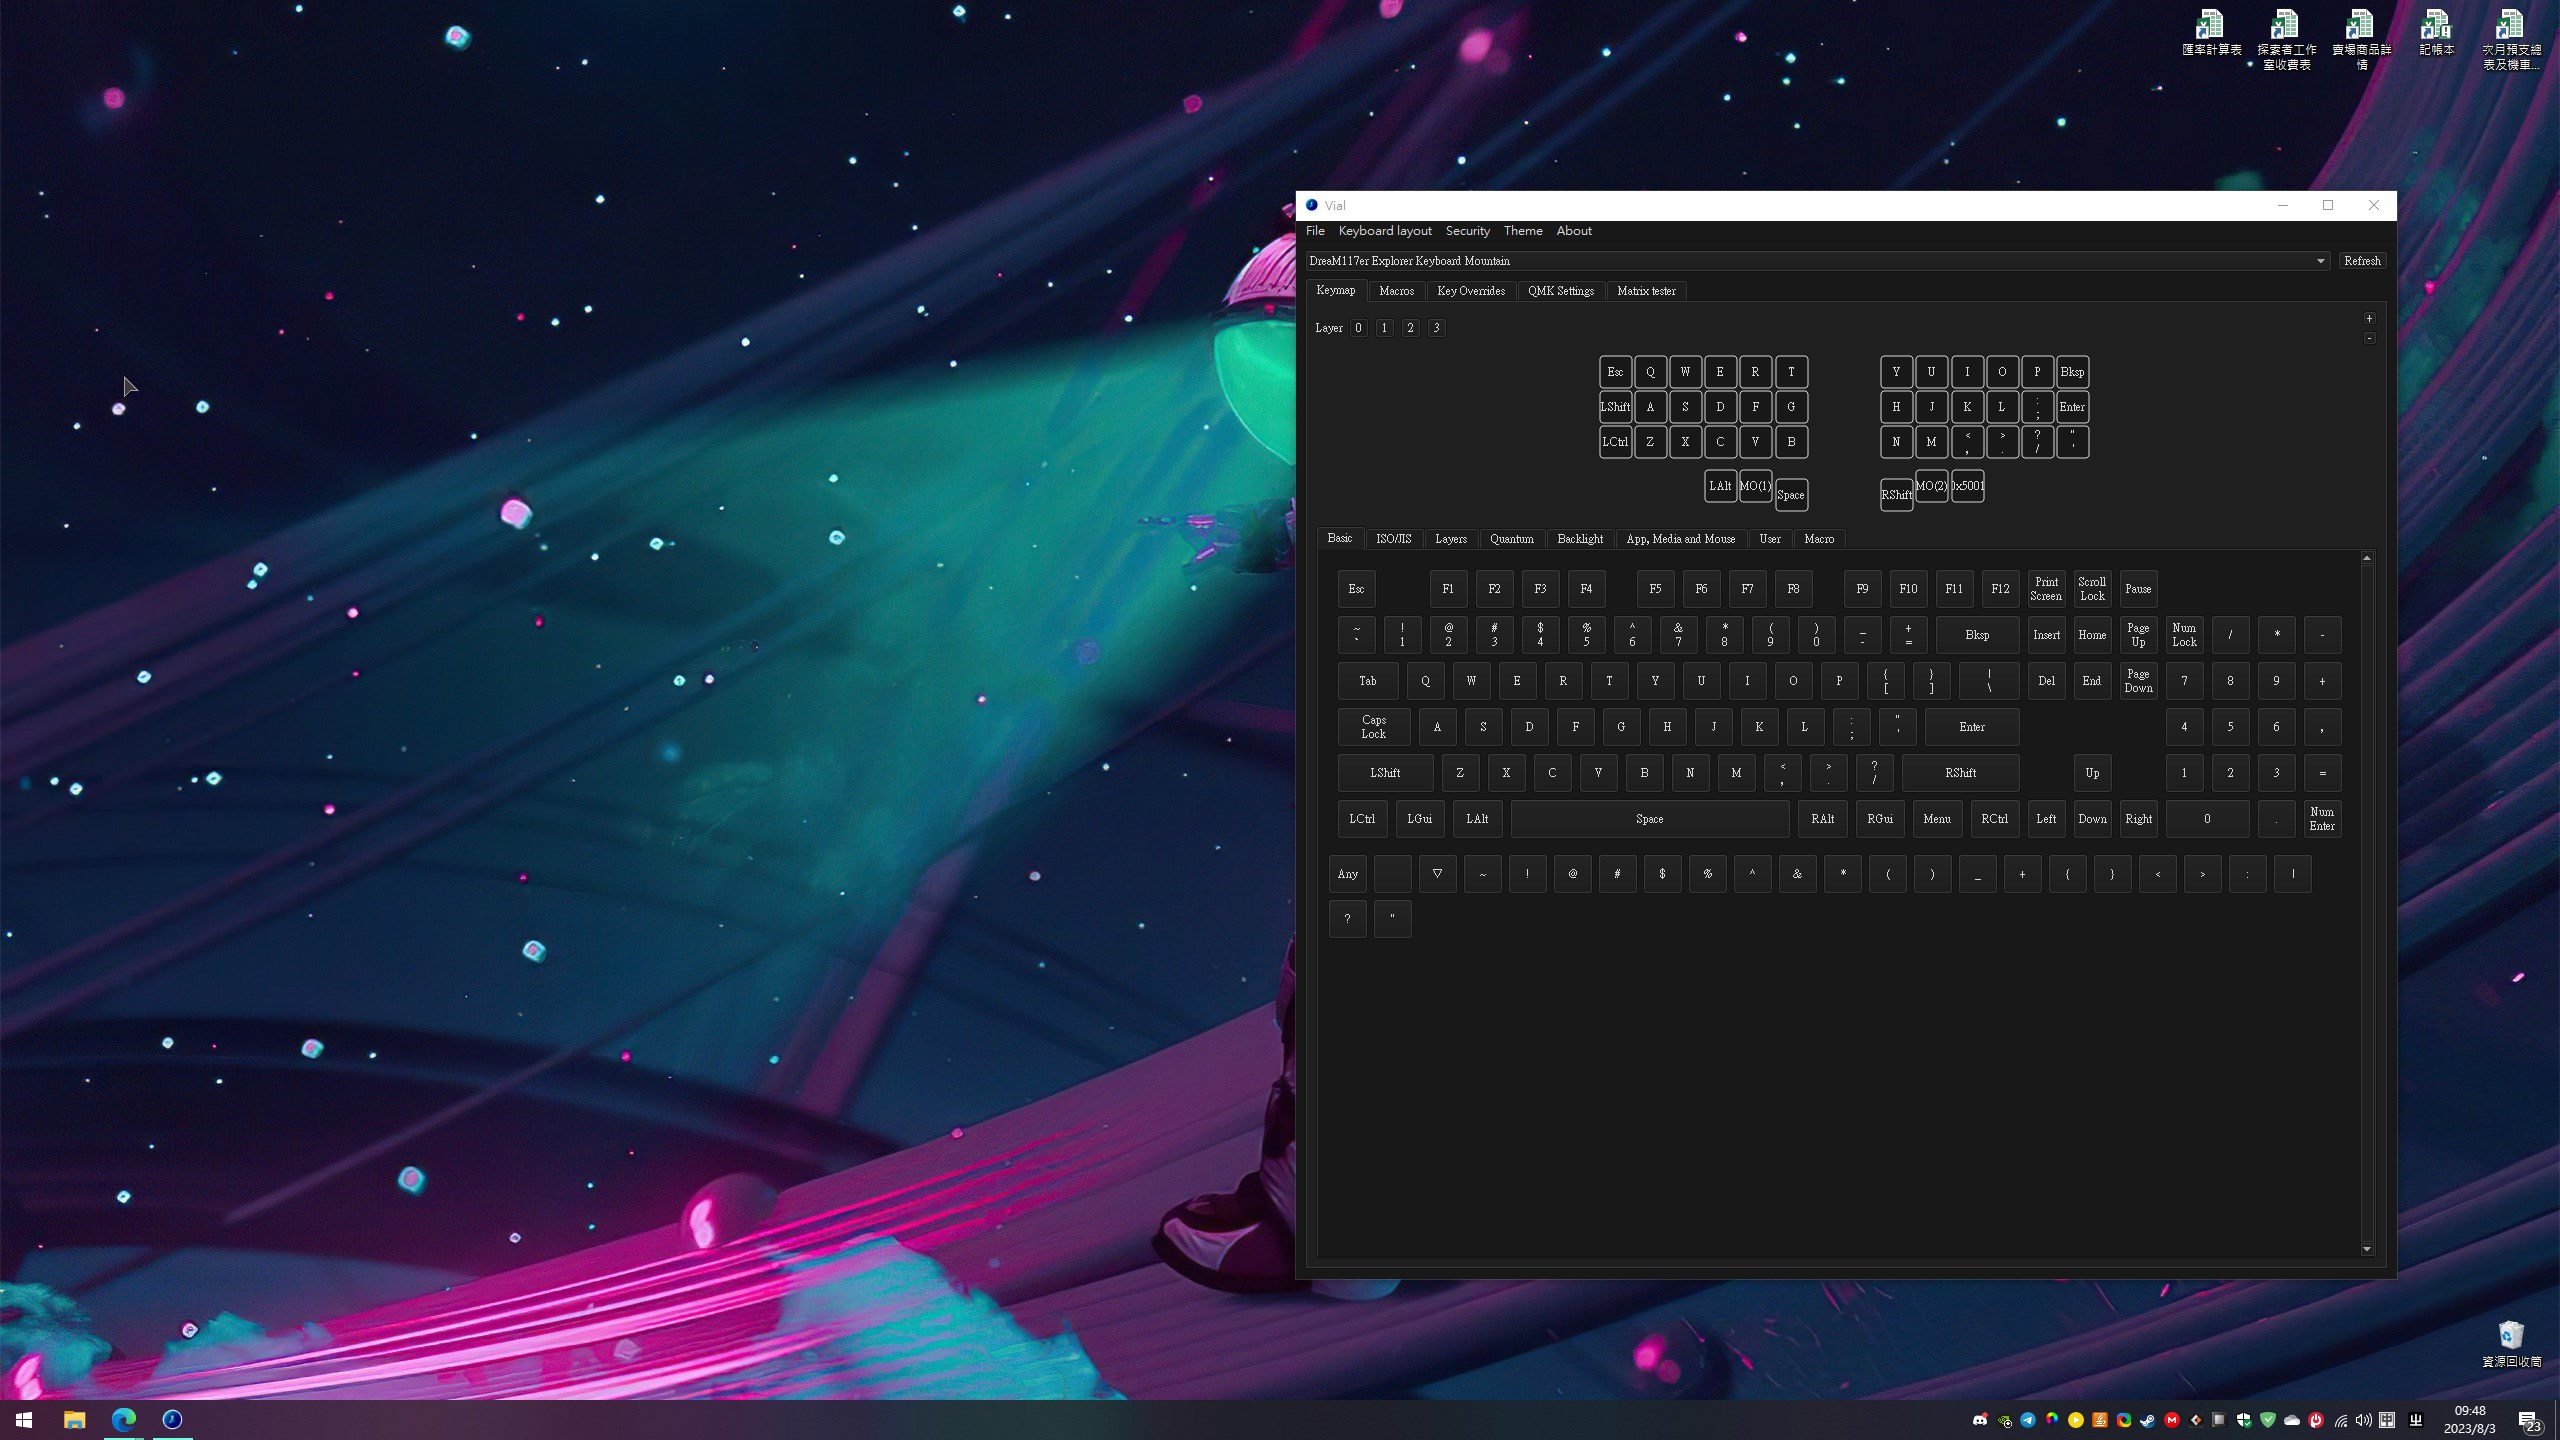 匯率計算表
探索者工作
室收費表
賣場商品詳
情
記帳本
次月預支總
表及機車...
Vial
File Keyboard layout Security Theme About
DreaM117er Explorer Keyboard Mountain Refresh
Keymap Macros Key Overrides QMK Settings Matrix tester
Layer 0 1 2 3 +
-
Esc Q W E R T Y U I O P Bksp
LShift A S D F G H J K L : ; Enter
LCtrl Z X C V B N M < , > . ? / " '
LAlt MO(1) Space RShift MO(2) 0x5001
Basic ISO/JIS Layers Quantum Backlight App, Media and Mouse User Macro
Esc F1 F2 F3 F4 F5 F6 F7 F8 F9 F10 F11 F12 Print Screen Scroll Lock Pause
~ ` ! 1 @ 2 # 3 $ 4 % 5 ^ 6 & 7 * 8 ( 9 ) 0 _ - + = Bksp Insert Home Page Up Num Lock / * -
Tab Q W E R T Y U I O P { [ } ] | \ Del End Page Down 7 8 9 +
Caps Lock A S D F G H J K L : ; " ' Enter 4 5 6 ,
LShift Z X C V B N M < , > . ? / RShift Up 1 2 3 =
LCtrl LGui LAlt Space RAlt RGui Menu RCtrl Left Down Right 0 . Num Enter
Any ▽ ~ ! @ # $ % ^ & * ( ) _ + { } < > : |
? "
資源回收筒
09:48
2023/8/3
23